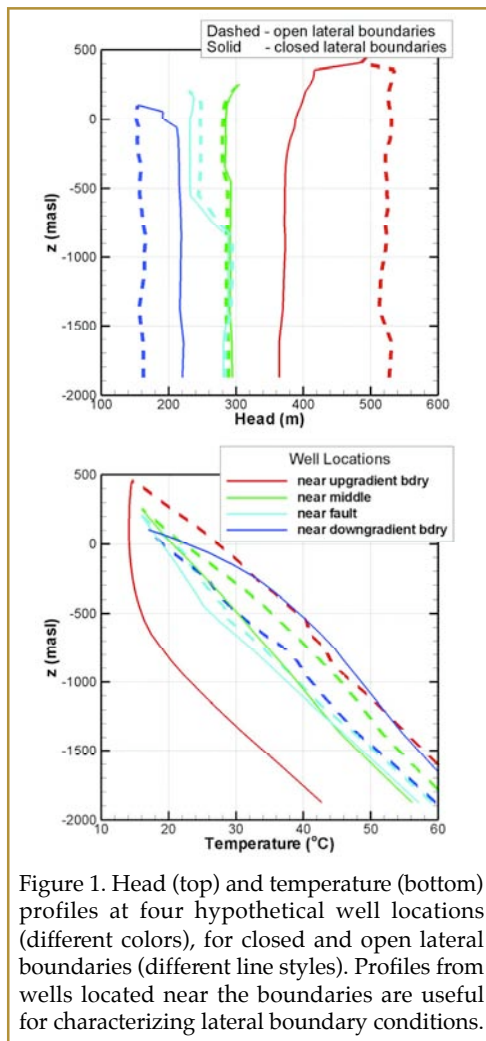 Dashed - open lateral boundaries
Solid - closed lateral boundaries
500
0
-500
-1000
-1500
-2000
z (masl)
100 200 300 400 500 600
Head (m)
Well Locations
near upgradient bdry
near middle
near fault
near downgradient bdry
500
0
-500
-1000
-1500
-2000
z (masl)
10 20 30 40 50 60
Temperature (°C)
Figure 1. Head (top) and temperature (bottom)
profiles at four hypothetical well locations
(different colors), for closed and open lateral
boundaries (different line styles). Profiles from
wells located near the boundaries are useful
for characterizing lateral boundary conditions.